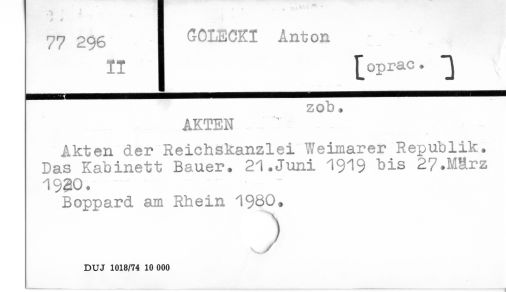 77 296
II
GOLECKI Anton
[oprac. ]
zob.
AKTEN
Akten der Reichskanzlei Weimarer Republik.
Das Kabinett Bauer. 21.Juni 1919 bis 27.März
1920.
Boppard am Rhein 1980.
DUJ 1018/74 10 000